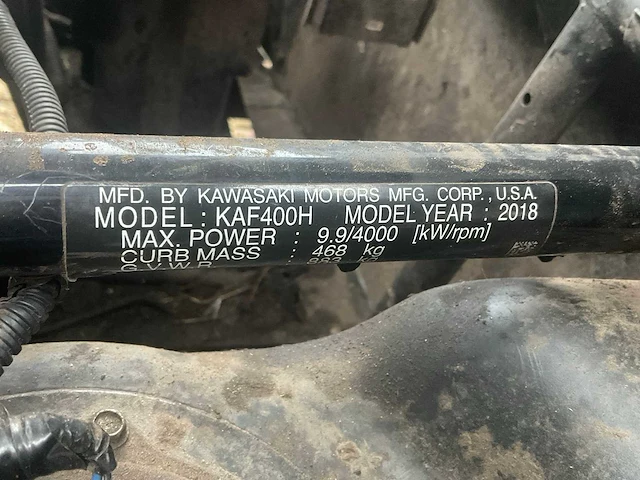 MFD. BY KAWASAKI MOTORS MFG. CORP., U.S.A.
MODEL : KAF400H MODEL YEAR : 2018
MAX. POWER : 9.9/4000 [kW/rpm]
CURB MASS : 468 kg
G.V.W.R. : kg